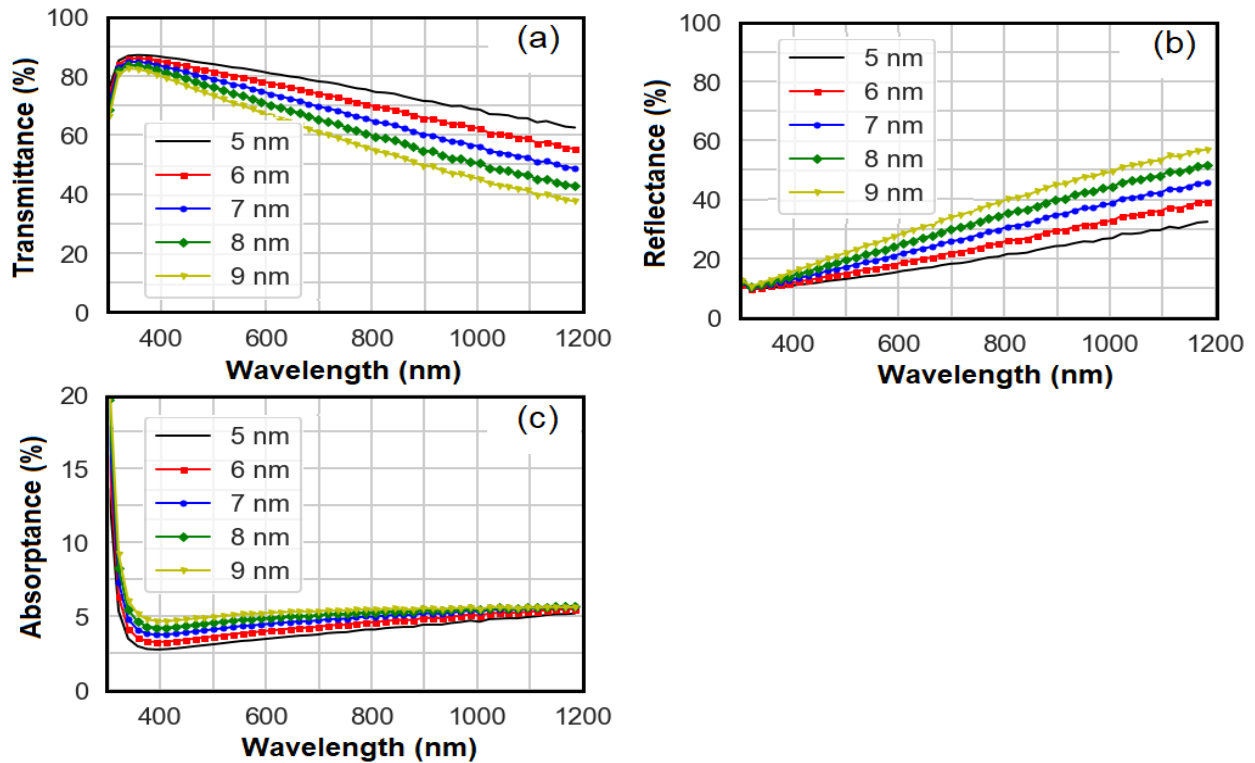 (a)
Transmittance (%)
100
80
60
40
20
0
5 nm
6 nm
7 nm
8 nm
9 nm
400 600 800 1000 1200
Wavelength (nm)
(b)
Reflectance (%)
100
80
60
40
20
0
5 nm
6 nm
7 nm
8 nm
9 nm
400 600 800 1000 1200
Wavelength (nm)
(c)
Absorptance (%)
20
15
10
5
0
5 nm
6 nm
7 nm
8 nm
9 nm
400 600 800 1000 1200
Wavelength (nm)